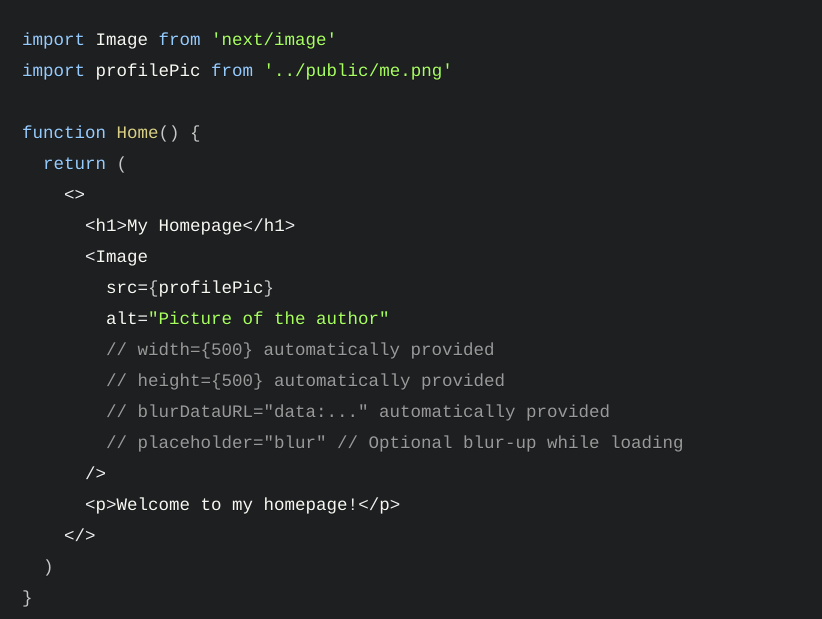 import Image from 'next/image'
import profilePic from '../public/me.png'

function Home() {
  return (
    <>
      <h1>My Homepage</h1>
      <Image
        src={profilePic}
        alt="Picture of the author"
        // width={500} automatically provided
        // height={500} automatically provided
        // blurDataURL="data:..." automatically provided
        // placeholder="blur" // Optional blur-up while loading
      />
      <p>Welcome to my homepage!</p>
    </>
  )
}